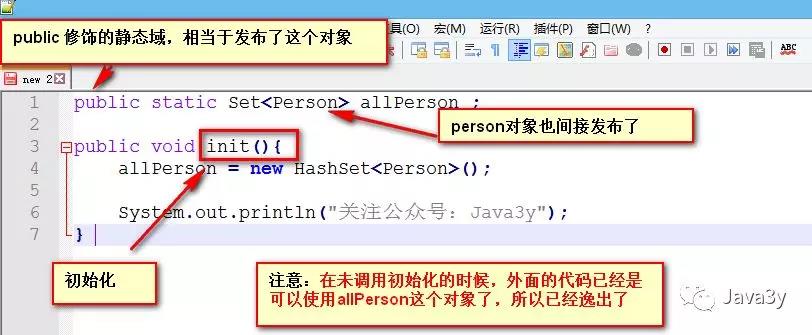 public 修饰的静态域，相当于发布了这个对象
具(O) 宏(M) 运行(R) 插件(P) 窗口(W) ?
ABC
new 2
1 public static Set<Person> allPerson ;
person对象也间接发布了
2
3 public void init(){
4 allPerson = new HashSet<Person>();
5
6 System.out.println("关注公众号：Java3y");
7 }
初始化
注意：在未调用初始化的时候，外面的代码已经是
可以使用allPerson这个对象了，所以已经逸出了
Java3y